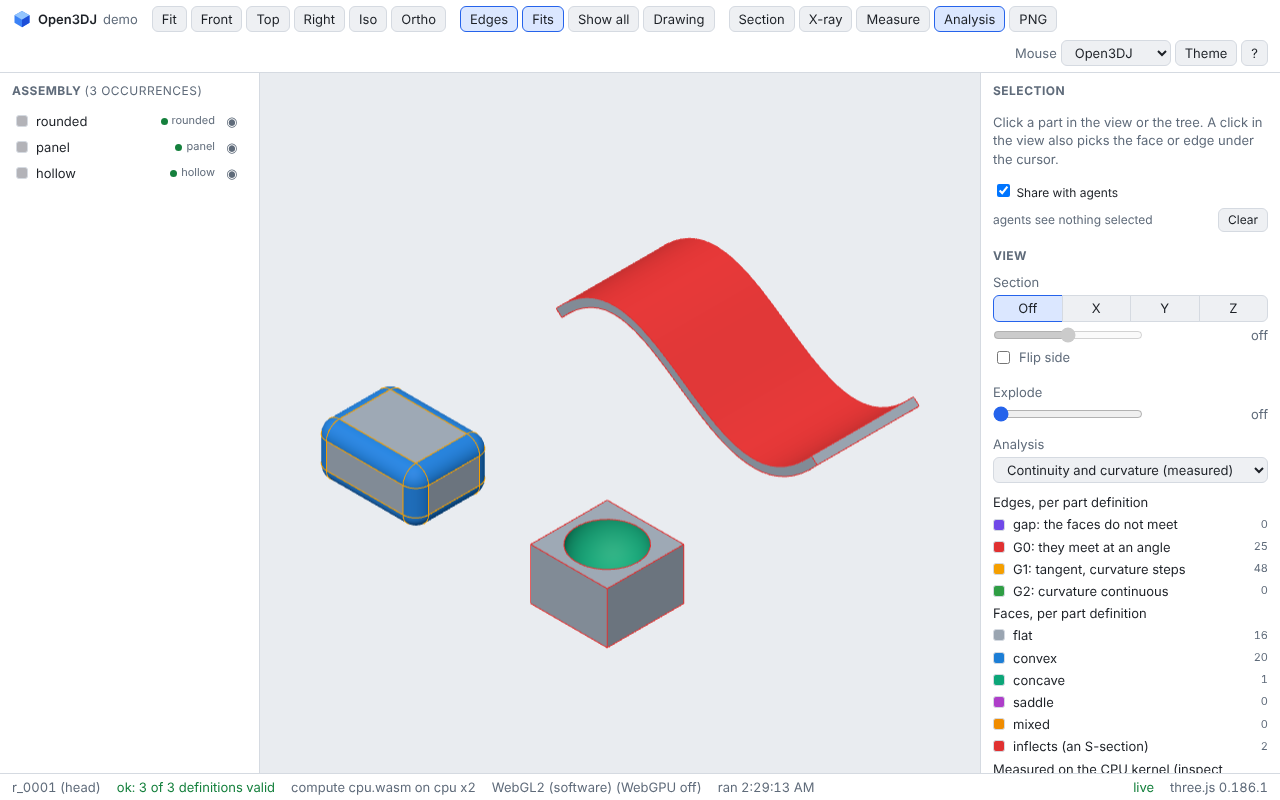 Open3DJ demo Fit Front Top Right Iso Ortho Edges Fits Show all Drawing Section X-ray Measure Analysis PNG
Mouse Open3DJ Theme ?
ASSEMBLY (3 OCCURRENCES)
rounded rounded
panel panel
hollow hollow
SELECTION
Click a part in the view or the tree. A click in
the view also picks the face or edge under
the cursor.
Share with agents
agents see nothing selected Clear
VIEW
Section
Off X Y Z
off
Flip side
Explode
off
Analysis
Continuity and curvature (measured)
Edges, per part definition
gap: the faces do not meet 0
G0: they meet at an angle 25
G1: tangent, curvature steps 48
G2: curvature continuous 0
Faces, per part definition
flat 16
convex 20
concave 1
saddle 0
mixed 0
inflects (an S-section) 2
Measured on the CPU kernel (inspect
r_0001 (head) ok: 3 of 3 definitions valid compute cpu.wasm on cpu x2 WebGL2 (software) (WebGPU off) ran 2:29:13 AM live three.js 0.186.1